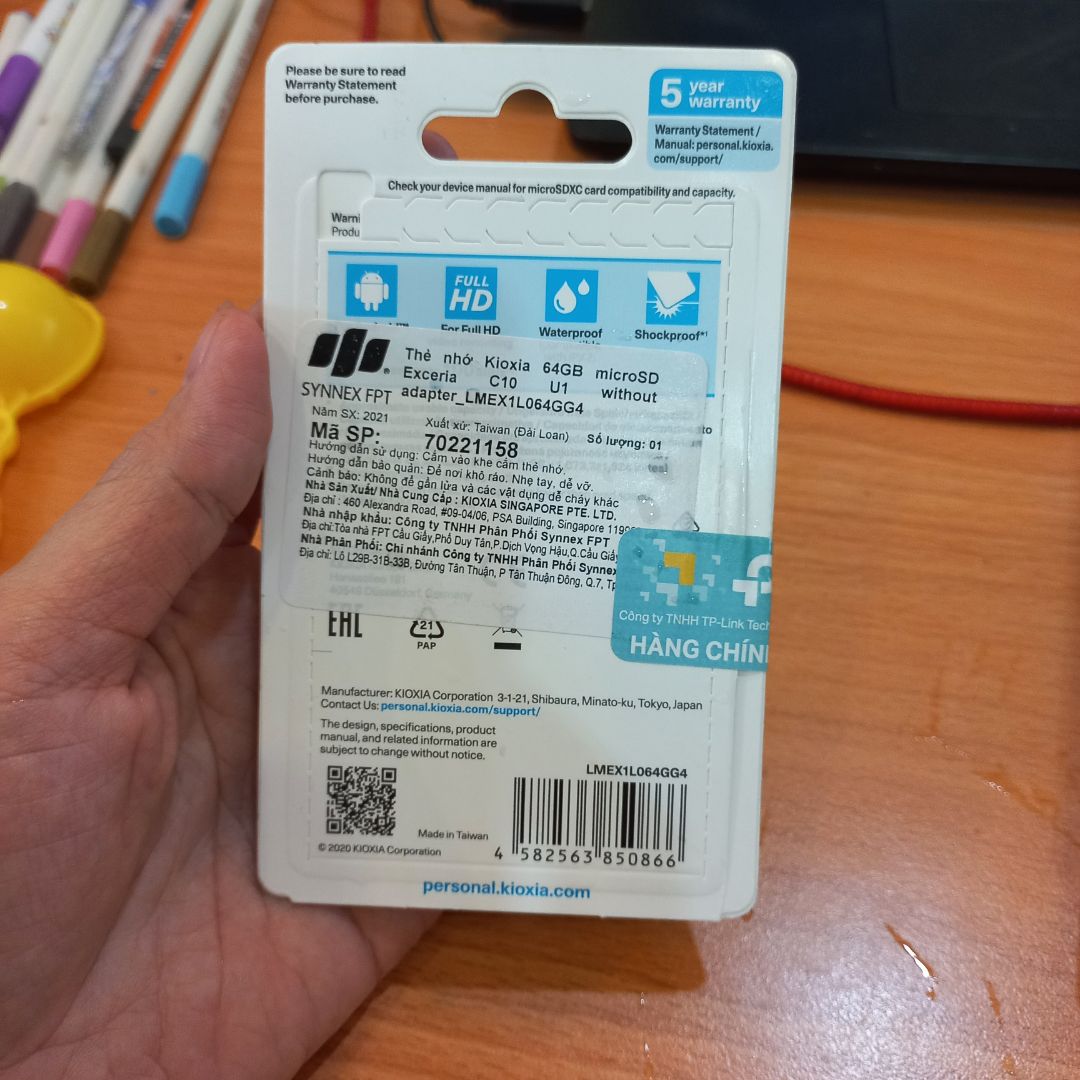 Please be sure to read
Warranty Statement
before purchase.
5 year
warranty
Warranty Statement /
Manual: personal.kioxia.
com/support/
Check your device manual for microSDXC card compatibility and capacity.
Warni
Produ
FULL
HD
For Full HD
Waterproof
Shockproof*1
SYNNEX FPT
Thẻ nhớ Kioxia 64GB microSD
Exceria C10 U1 without
adapter_LMEX1L064GG4
Năm SX: 2021
Xuất xứ: Taiwan (Đài Loan)
Số lượng: 01
Mã SP: 70221158
Hướng dẫn sử dụng: Cắm vào khe cắm thẻ nhớ.
Hướng dẫn bảo quản: Để nơi khô ráo. Nhẹ tay, dễ vỡ.
Cảnh báo: Không để gần lửa và các vật dụng dễ cháy khác
Nhà Sản Xuất/ Nhà Cung Cấp : KIOXIA SINGAPORE PTE. LTD.
Địa chỉ : 460 Alexandra Road, #09-04/06, PSA Building, Singapore
Nhà nhập khẩu: Công ty TNHH Phân Phối Synnex FPT
Địa chỉ:Tòa nhà FPT Cầu Giấy,Phố Duy Tân,P.Dịch Vọng Hậu,Q.Cầu Giấy
Nhà Phân Phối: Chi nhánh Công ty TNHH Phân Phối Synnex
Địa chỉ: Lô L29B-31B-33B, Đường Tân Thuận, P Tân Thuận Đông, Q.7, Tp
Công ty TNHH TP-Link Tech
HÀNG CHÍN
EAC
21
PAP
Manufacturer: KIOXIA Corporation 3-1-21, Shibaura, Minato-ku, Tokyo, Japan
Contact Us: personal.kioxia.com/support/
The design, specifications, product
manual, and related information are
subject to change without notice.
LMEX1L064GG4
Made in Taiwan
© 2020 KIOXIA Corporation
4 582563 850866
personal.kioxia.com